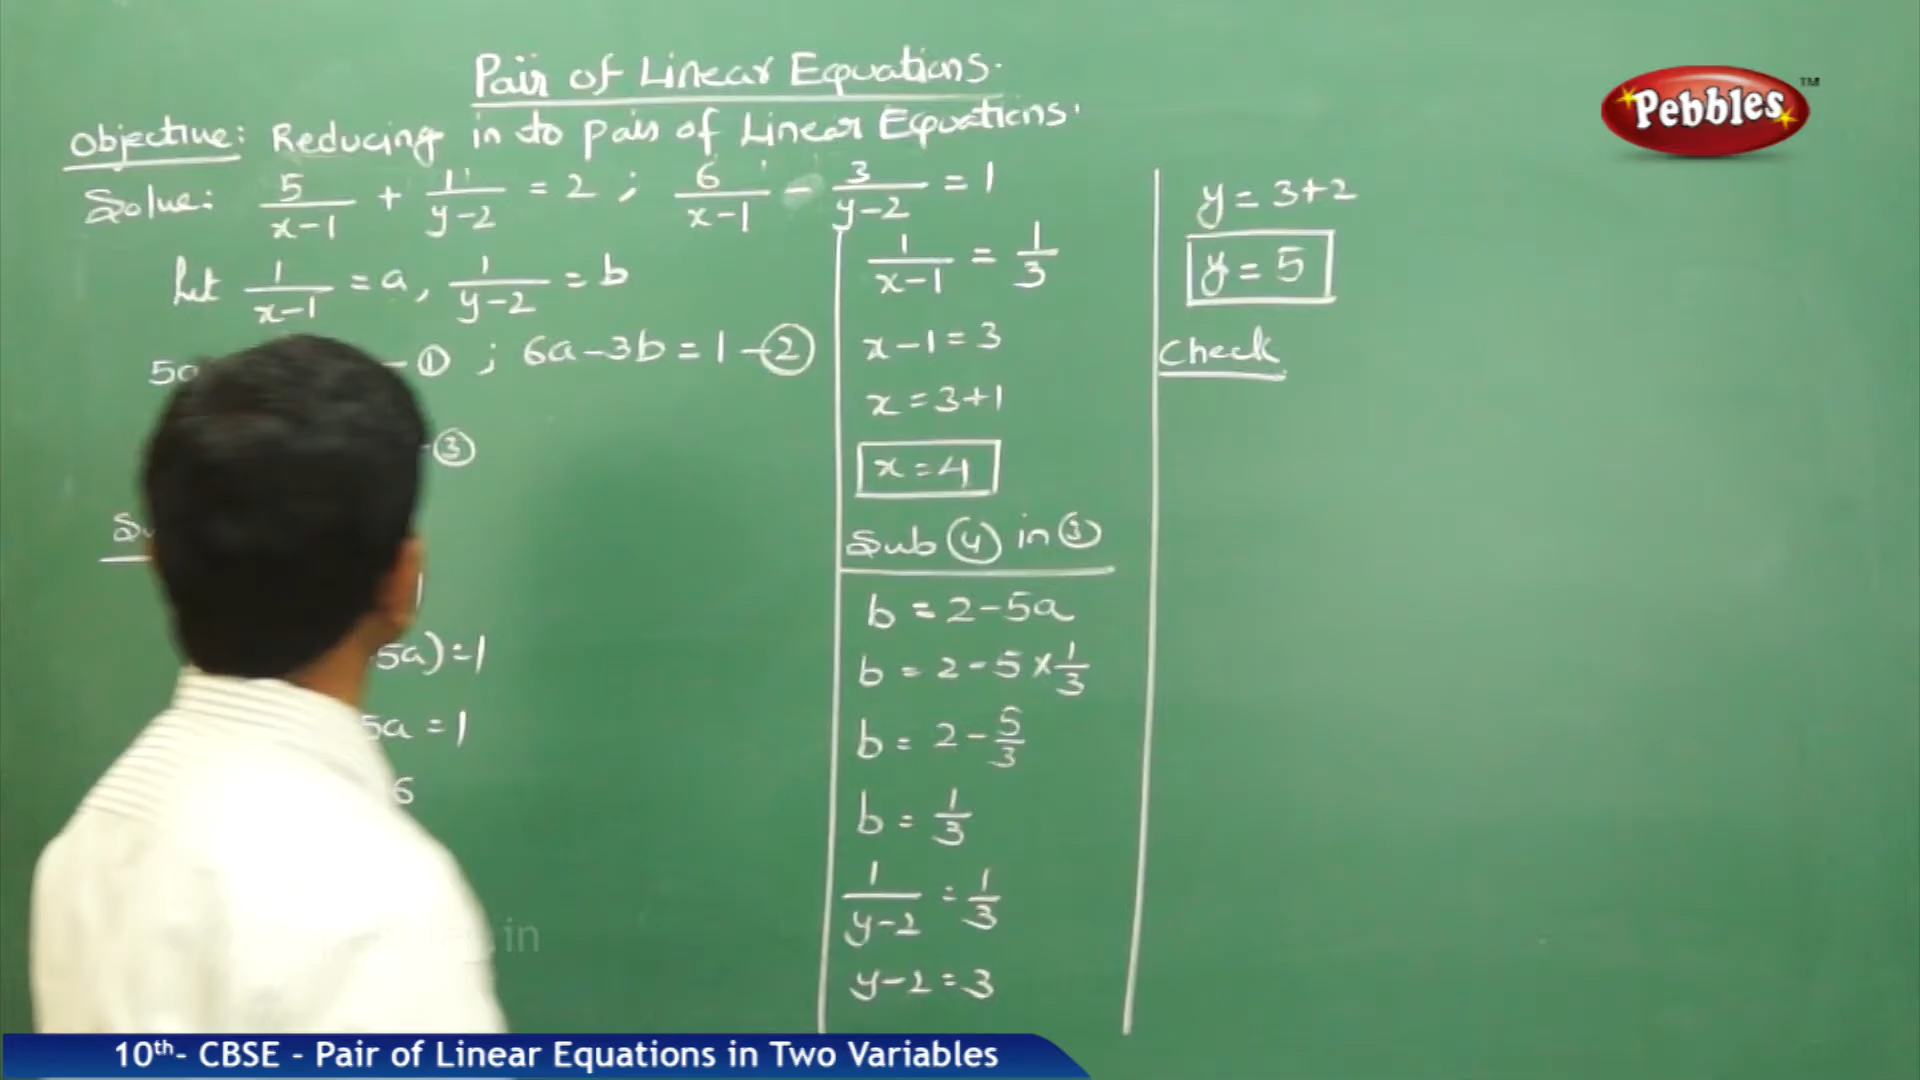 Pair of Linear Equations.
Objective: Reducing in to pair of Linear Equations.
Solve: 5/(x-1) + 1/(y-2) = 2 ; 6/(x-1) - 3/(y-2) = 1
Let 1/(x-1) = a, 1/(y-2) = b
5a - ① ; 6a-3b = 1 - ②
-③
5a) = 1
5a = 1
6
1/(x-1) = 1/3
x-1 = 3
x = 3+1
x = 4
Sub ④ in ③
b = 2-5a
b = 2-5×1/3
b = 2-5/3
b = 1/3
1/(y-2) = 1/3
y-2 = 3
y = 3+2
y = 5
Check
Pebbles™
10th- CBSE - Pair of Linear Equations in Two Variables